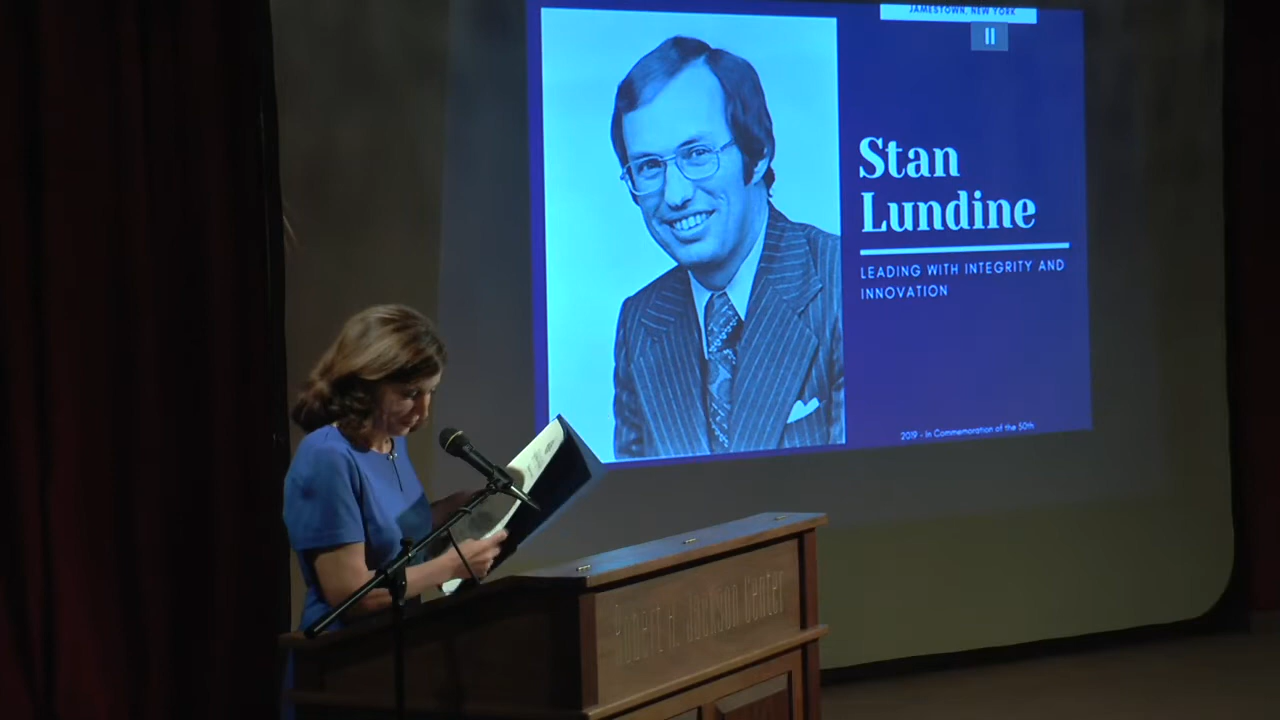 JAMESTOWN, NEW YORK
Stan
Lundine
LEADING WITH INTEGRITY AND
INNOVATION
2019 - In Commemoration of the 50th
Robert H. Jackson Center